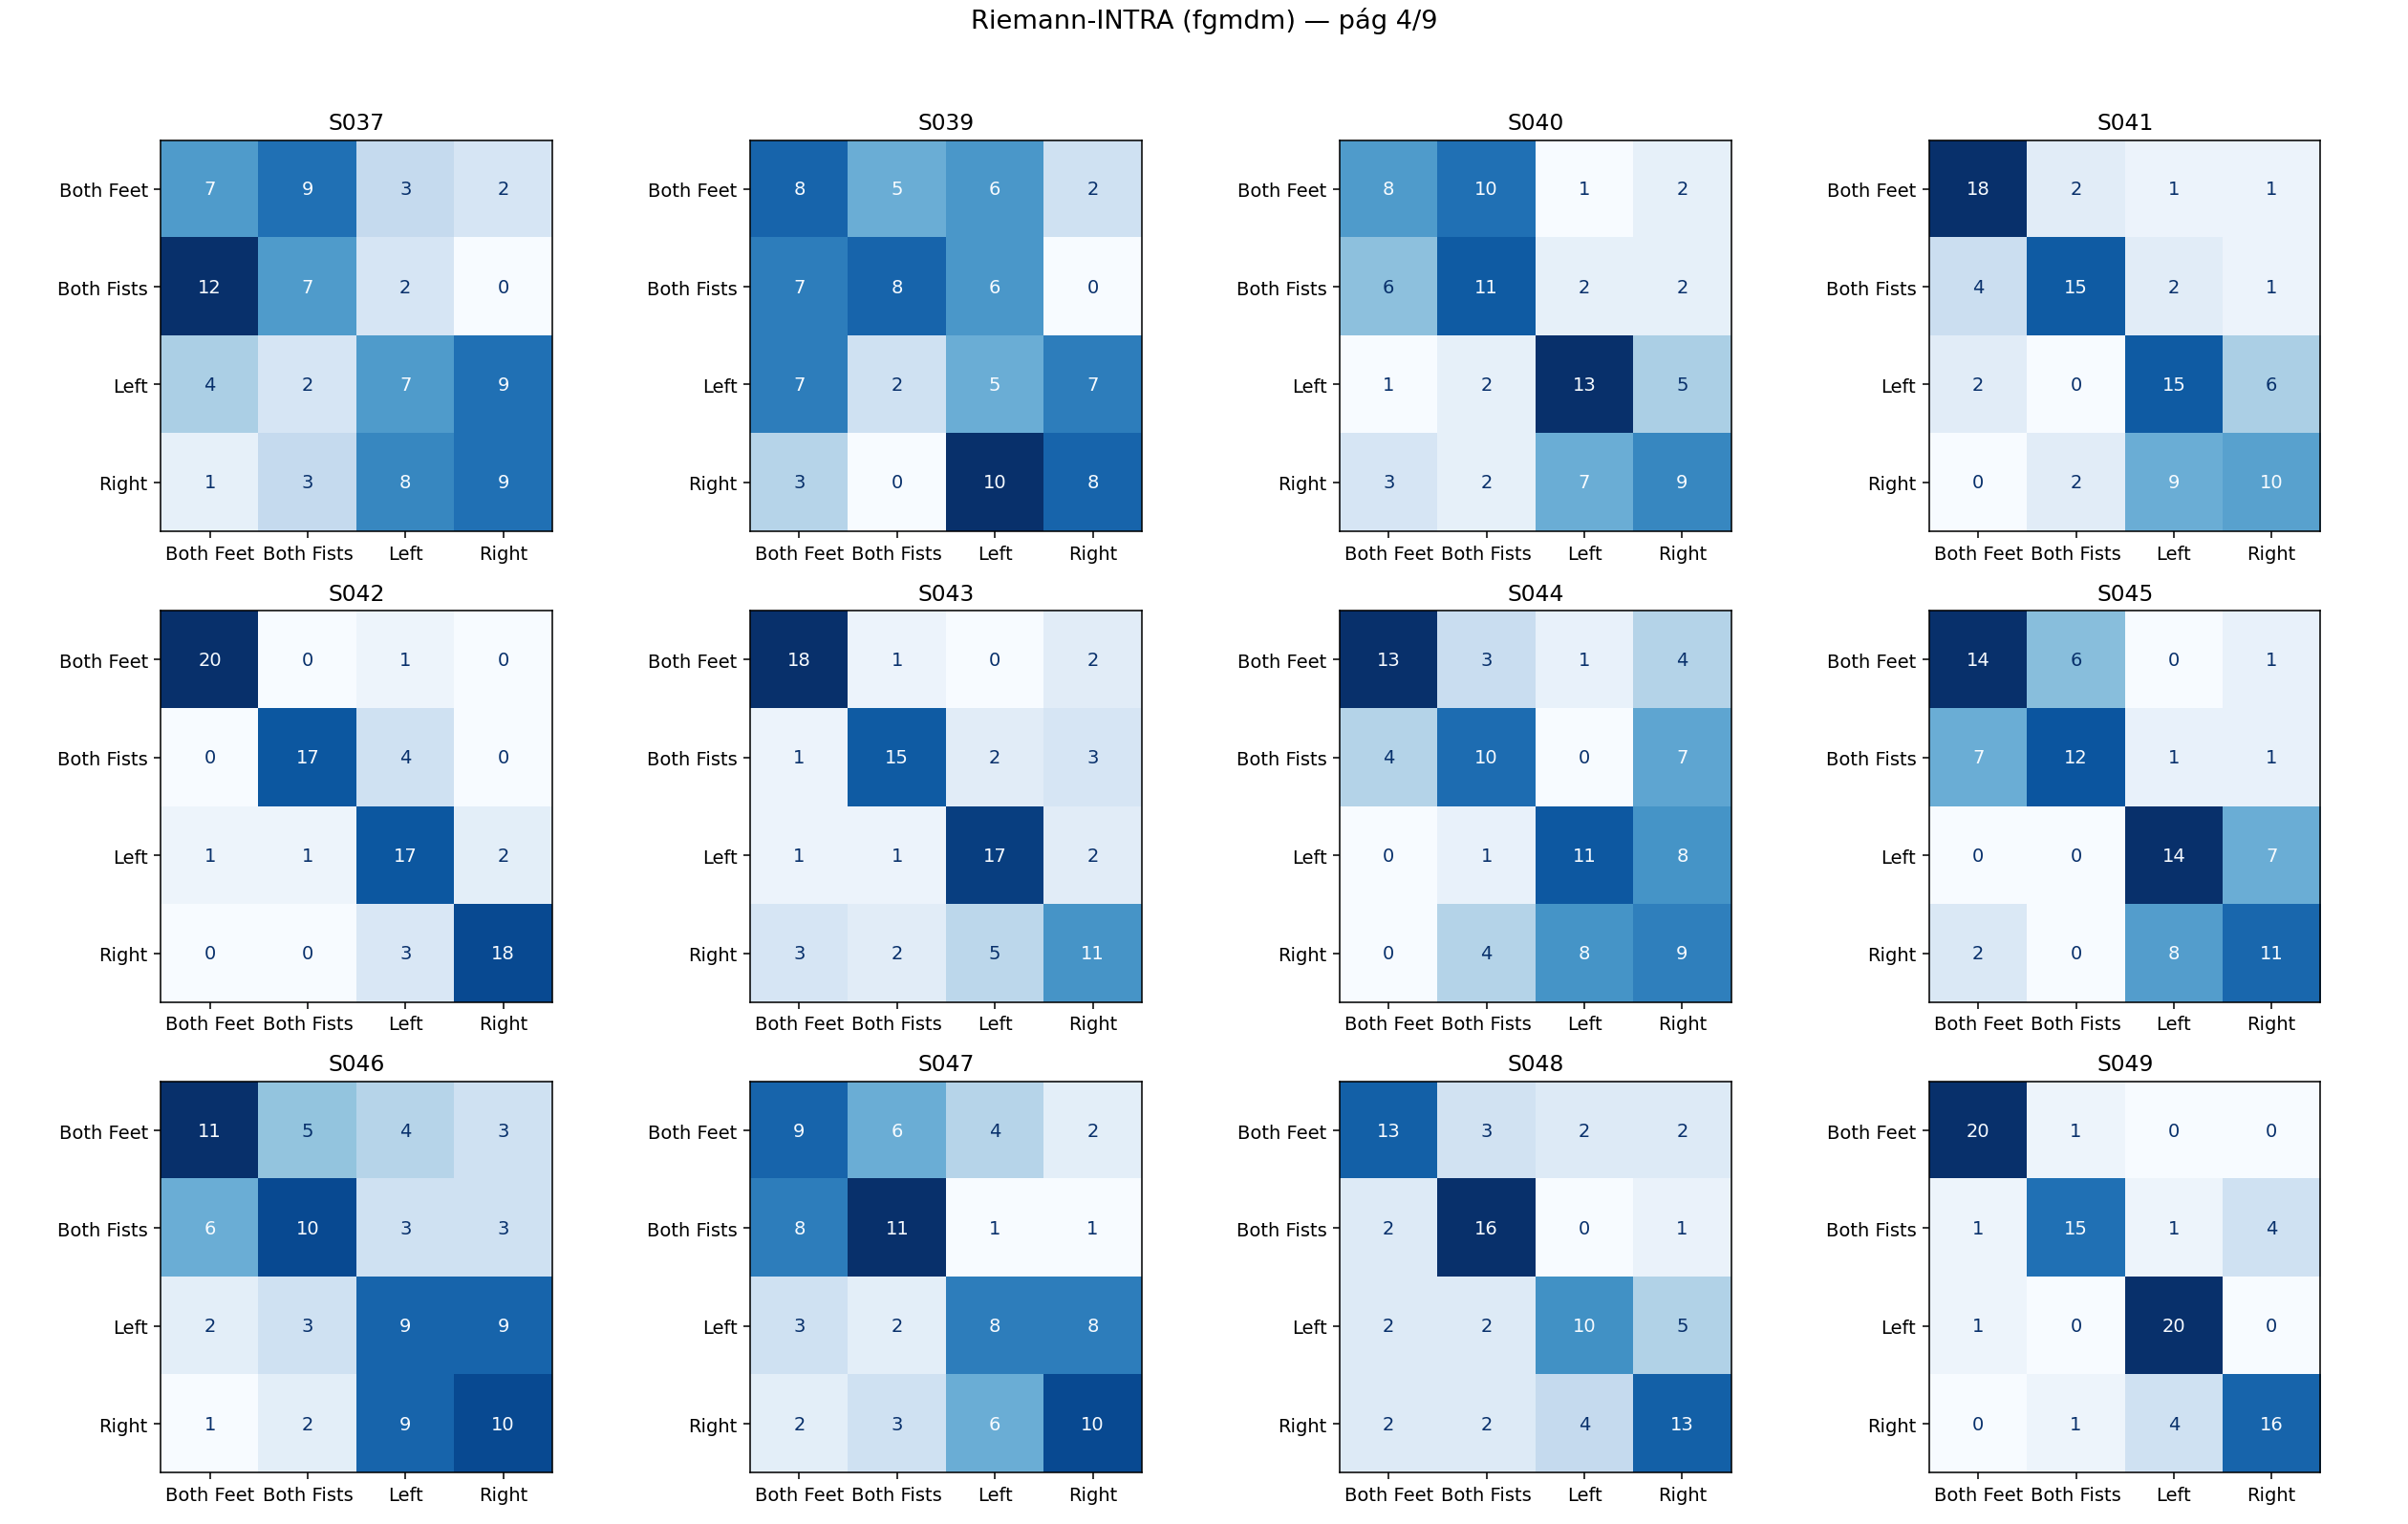 Riemann-INTRA (fgmdm) — pág 4/9
S037
Both Feet 7 9 3 2
Both Fists 12 7 2 0
Left 4 2 7 9
Right 1 3 8 9
Both Feet Both Fists Left Right
S039
Both Feet 8 5 6 2
Both Fists 7 8 6 0
Left 7 2 5 7
Right 3 0 10 8
Both Feet Both Fists Left Right
S040
Both Feet 8 10 1 2
Both Fists 6 11 2 2
Left 1 2 13 5
Right 3 2 7 9
Both Feet Both Fists Left Right
S041
Both Feet 18 2 1 1
Both Fists 4 15 2 1
Left 2 0 15 6
Right 0 2 9 10
Both Feet Both Fists Left Right
S042
Both Feet 20 0 1 0
Both Fists 0 17 4 0
Left 1 1 17 2
Right 0 0 3 18
Both Feet Both Fists Left Right
S043
Both Feet 18 1 0 2
Both Fists 1 15 2 3
Left 1 1 17 2
Right 3 2 5 11
Both Feet Both Fists Left Right
S044
Both Feet 13 3 1 4
Both Fists 4 10 0 7
Left 0 1 11 8
Right 0 4 8 9
Both Feet Both Fists Left Right
S045
Both Feet 14 6 0 1
Both Fists 7 12 1 1
Left 0 0 14 7
Right 2 0 8 11
Both Feet Both Fists Left Right
S046
Both Feet 11 5 4 3
Both Fists 6 10 3 3
Left 2 3 9 9
Right 1 2 9 10
Both Feet Both Fists Left Right
S047
Both Feet 9 6 4 2
Both Fists 8 11 1 1
Left 3 2 8 8
Right 2 3 6 10
Both Feet Both Fists Left Right
S048
Both Feet 13 3 2 2
Both Fists 2 16 0 1
Left 2 2 10 5
Right 2 2 4 13
Both Feet Both Fists Left Right
S049
Both Feet 20 1 0 0
Both Fists 1 15 1 4
Left 1 0 20 0
Right 0 1 4 16
Both Feet Both Fists Left Right